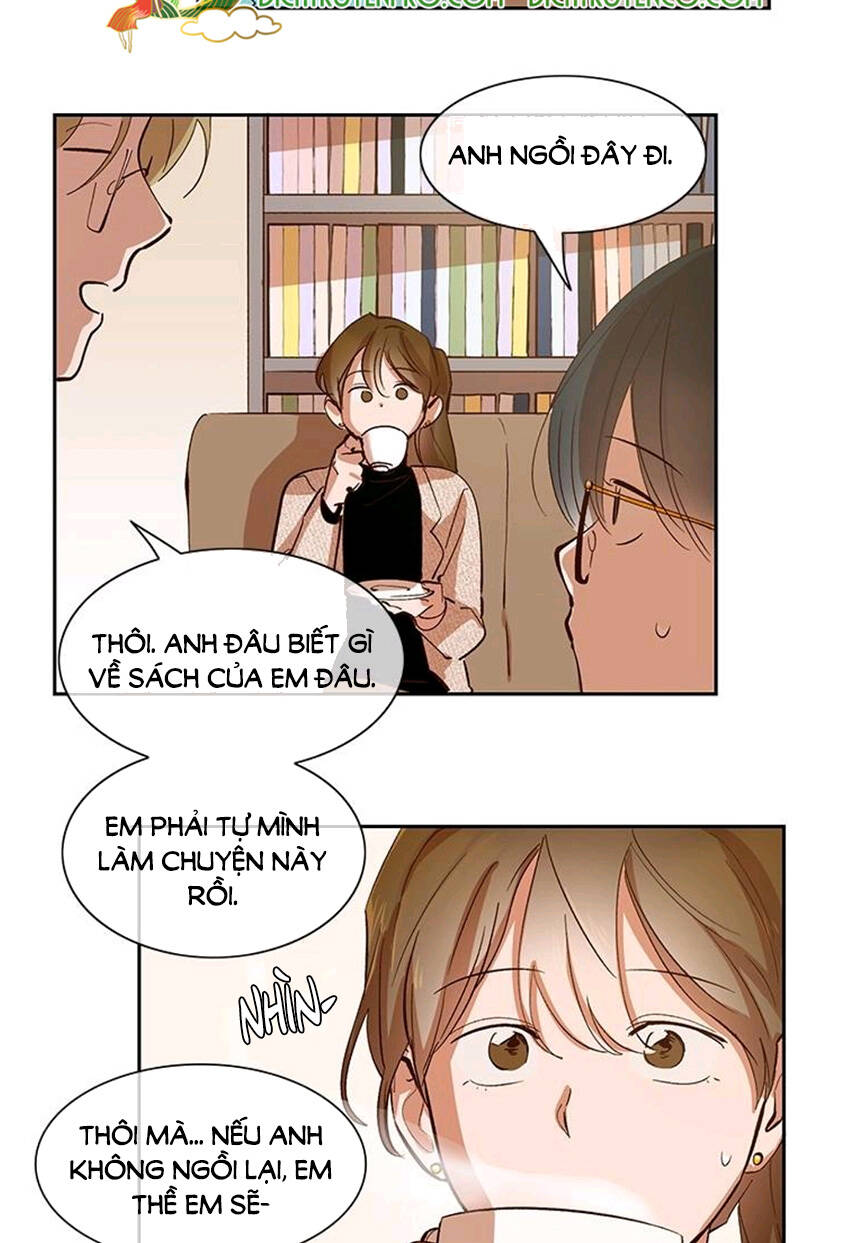 ANH NGỒI ĐÂY ĐI.
THÔI. ANH ĐÂU BIẾT GÌ
VỀ SÁCH CỦA EM ĐÂU.
EM PHẢI TỰ MÌNH
LÀM CHUYỆN NÀY
RỒI.
NHÌN-
THÔI MÀ... NẾU ANH
KHÔNG NGỒI LẠI, EM
THỀ EM SẼ-